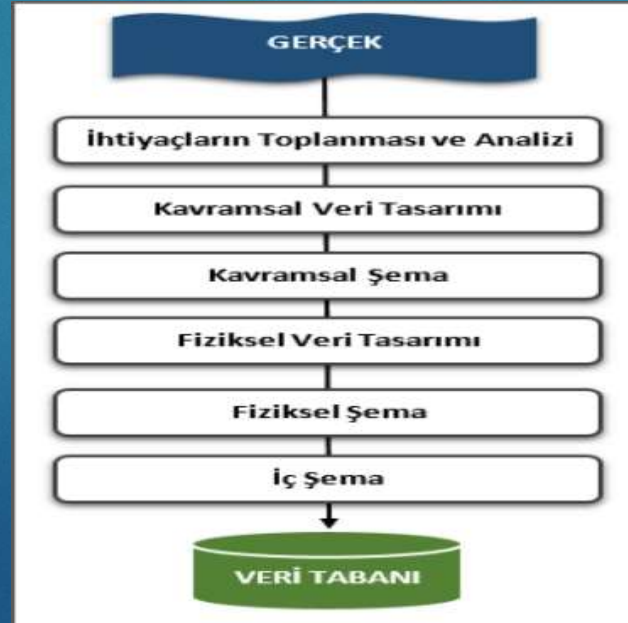 GERÇEK
İhtiyaçların Toplanması ve Analizi
Kavramsal Veri Tasarımı
Kavramsal Şema
Fiziksel Veri Tasarımı
Fiziksel Şema
İç Şema
VERİ TABANI